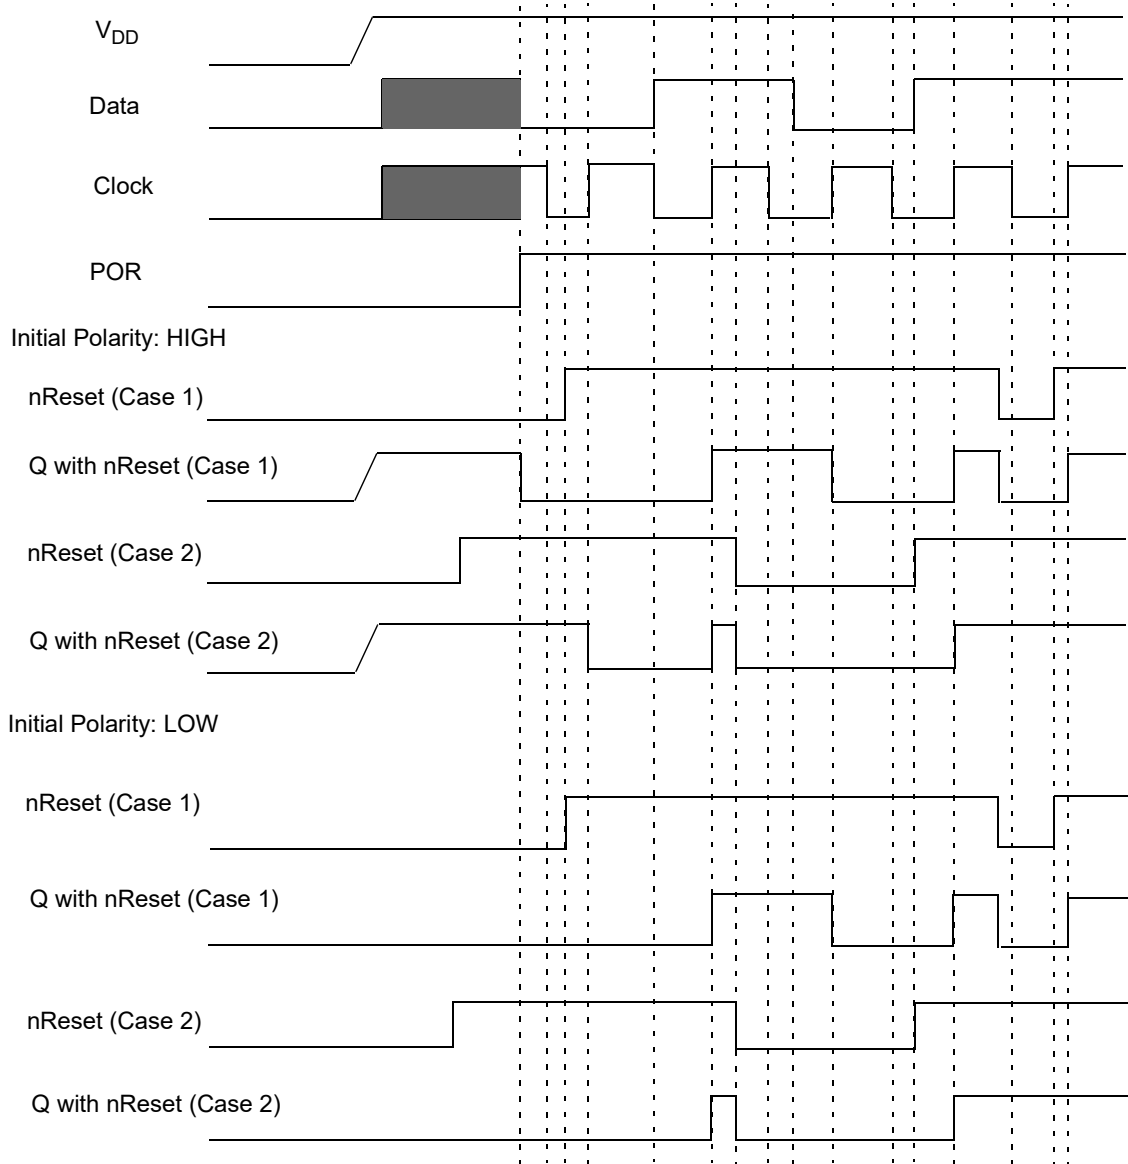 VDD
Data
Clock
POR
Initial Polarity: HIGH
nReset (Case 1)
Q with nReset (Case 1)
nReset (Case 2)
Q with nReset (Case 2)
Initial Polarity: LOW
nReset (Case 1)
Q with nReset (Case 1)
nReset (Case 2)
Q with nReset (Case 2)